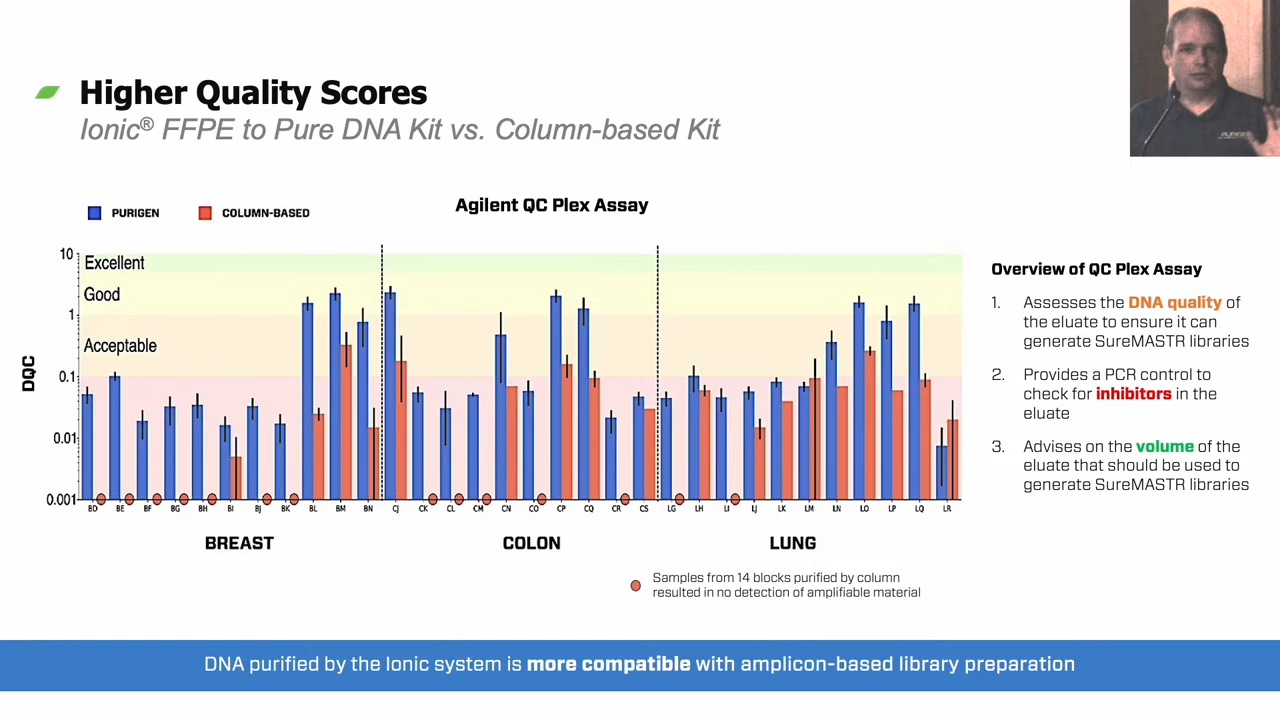 Higher Quality Scores
Ionic® FFPE to Pure DNA Kit vs. Column-based Kit
PURIGEN
COLUMN-BASED
Agilent QC Plex Assay
DQC
10
1
0.1
0.01
0.001
Excellent
Good
Acceptable
BD BE BF BG BH BI BJ BK BL BM BN CJ CK CL CM CN CO CP CQ CR CS LG LH LI LJ LK LM LN LO LP LQ LR
BREAST
COLON
LUNG
Samples from 14 blocks purified by column
resulted in no detection of amplifiable material
Overview of QC Plex Assay
1. Assesses the DNA quality of
the eluate to ensure it can
generate SureMASTR libraries
2. Provides a PCR control to
check for inhibitors in the
eluate
3. Advises on the volume of the
eluate that should be used to
generate SureMASTR libraries
DNA purified by the Ionic system is more compatible with amplicon-based library preparation